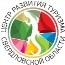 ЦЕНТР РАЗВИТИЯ ТУРИЗМА
СВЕРДЛОВСКОЙ ОБЛАСТИ